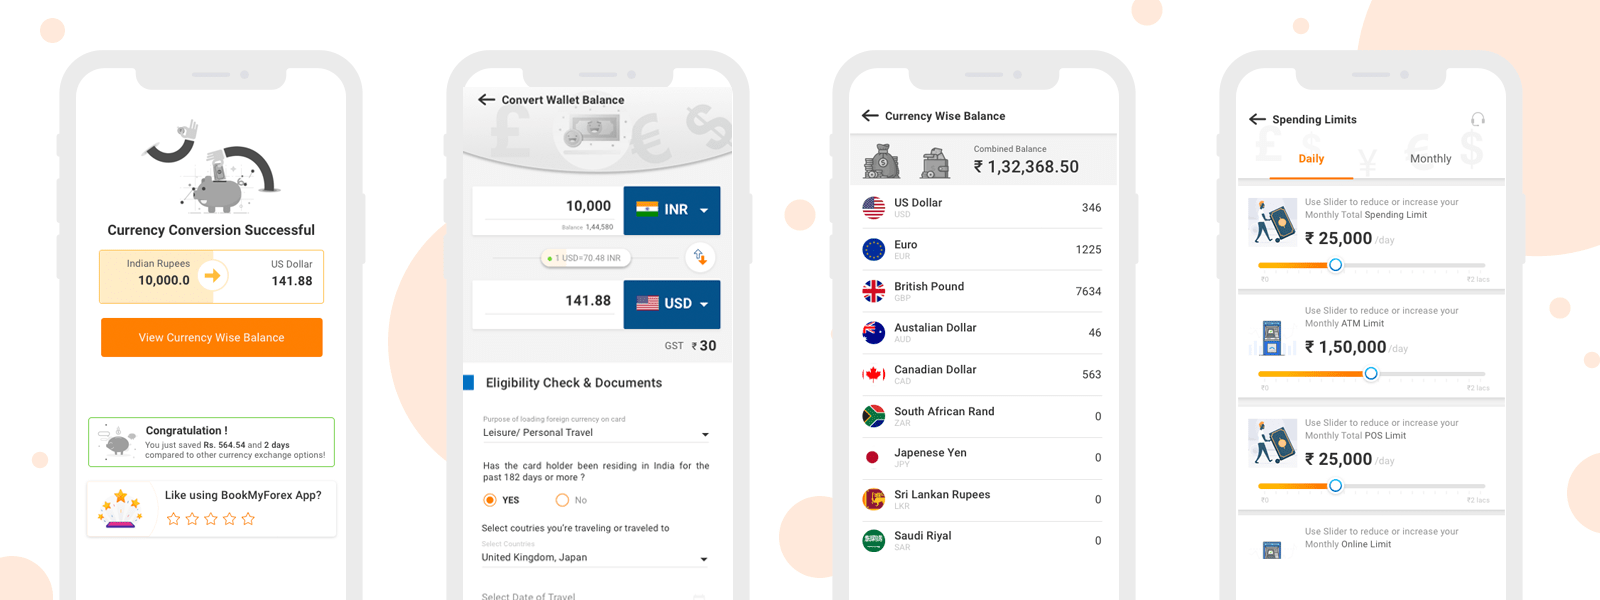 Currency Conversion Successful
Indian Rupees
10,000.0
US Dollar
141.88
View Currency Wise Balance
Congratulation !
You just saved Rs. 564.54 and 2 days
compared to other currency exchange options!
Like using BookMyForex App?
Convert Wallet Balance
10,000
Balance 1,44,580
INR
1 USD=70.48 INR
141.88
USD
GST ₹ 30
Eligibility Check & Documents
Purpose of loading foreign currency on card
Leisure/ Personal Travel
Has the card holder been residing in India for the
past 182 days or more ?
YES
No
Select coutries you're traveling or traveled to
Select Countries
United Kingdom, Japan
Select Date of Travel
Currency Wise Balance
Combined Balance
₹ 1,32,368.50
US Dollar
USD
346
Euro
EUR
1225
British Pound
GBP
7634
Austalian Dollar
AUD
46
Canadian Dollar
CAD
563
South African Rand
ZAR
0
Japenese Yen
JPY
0
Sri Lankan Rupees
LKR
0
Saudi Riyal
SAR
0
Spending Limits
Daily
Monthly
Use Slider to reduce or increase your
Monthly Total Spending Limit
₹ 25,000 /day
₹0
₹2 lacs
Use Slider to reduce or increase your
Monthly ATM Limit
₹ 1,50,000 /day
₹0
₹2 lacs
Use Slider to reduce or increase your
Monthly Total POS Limit
₹ 25,000 /day
₹0
₹2 lacs
Use Slider to reduce or increase your
Monthly Online Limit